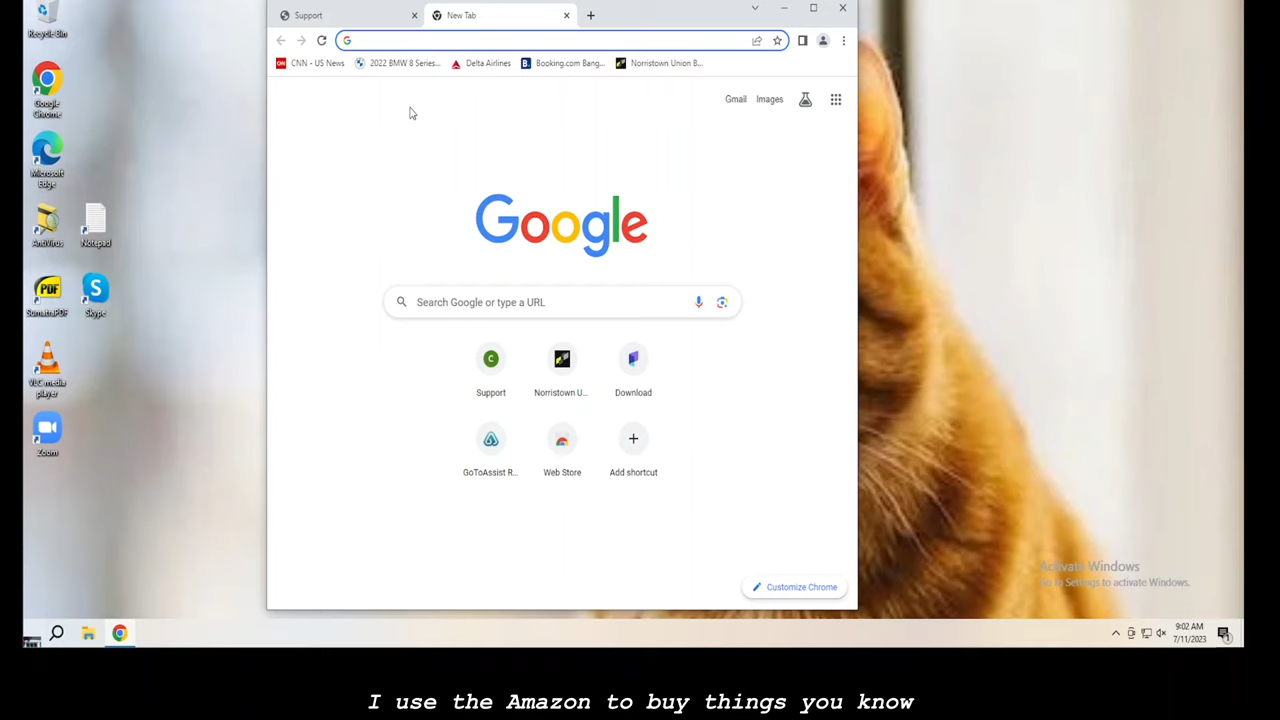 Support
New Tab
CNN - US News
2022 BMW 8 Series...
Delta Airlines
Booking.com Bang...
Norristown Union B...
Gmail
Images
Google
Search Google or type a URL
Support
Norristown U...
Download
GoToAssist R...
Web Store
Add shortcut
Customize Chrome
Recycle Bin
Google
Chrome
Microsoft
Edge
AntiVirus
Notepad
PDF
SumatraPDF
Skype
VLC media
player
Zoom
Activate Windows
Go to Settings to activate Windows.
9:02 AM
7/11/2023
I use the Amazon to buy things you know